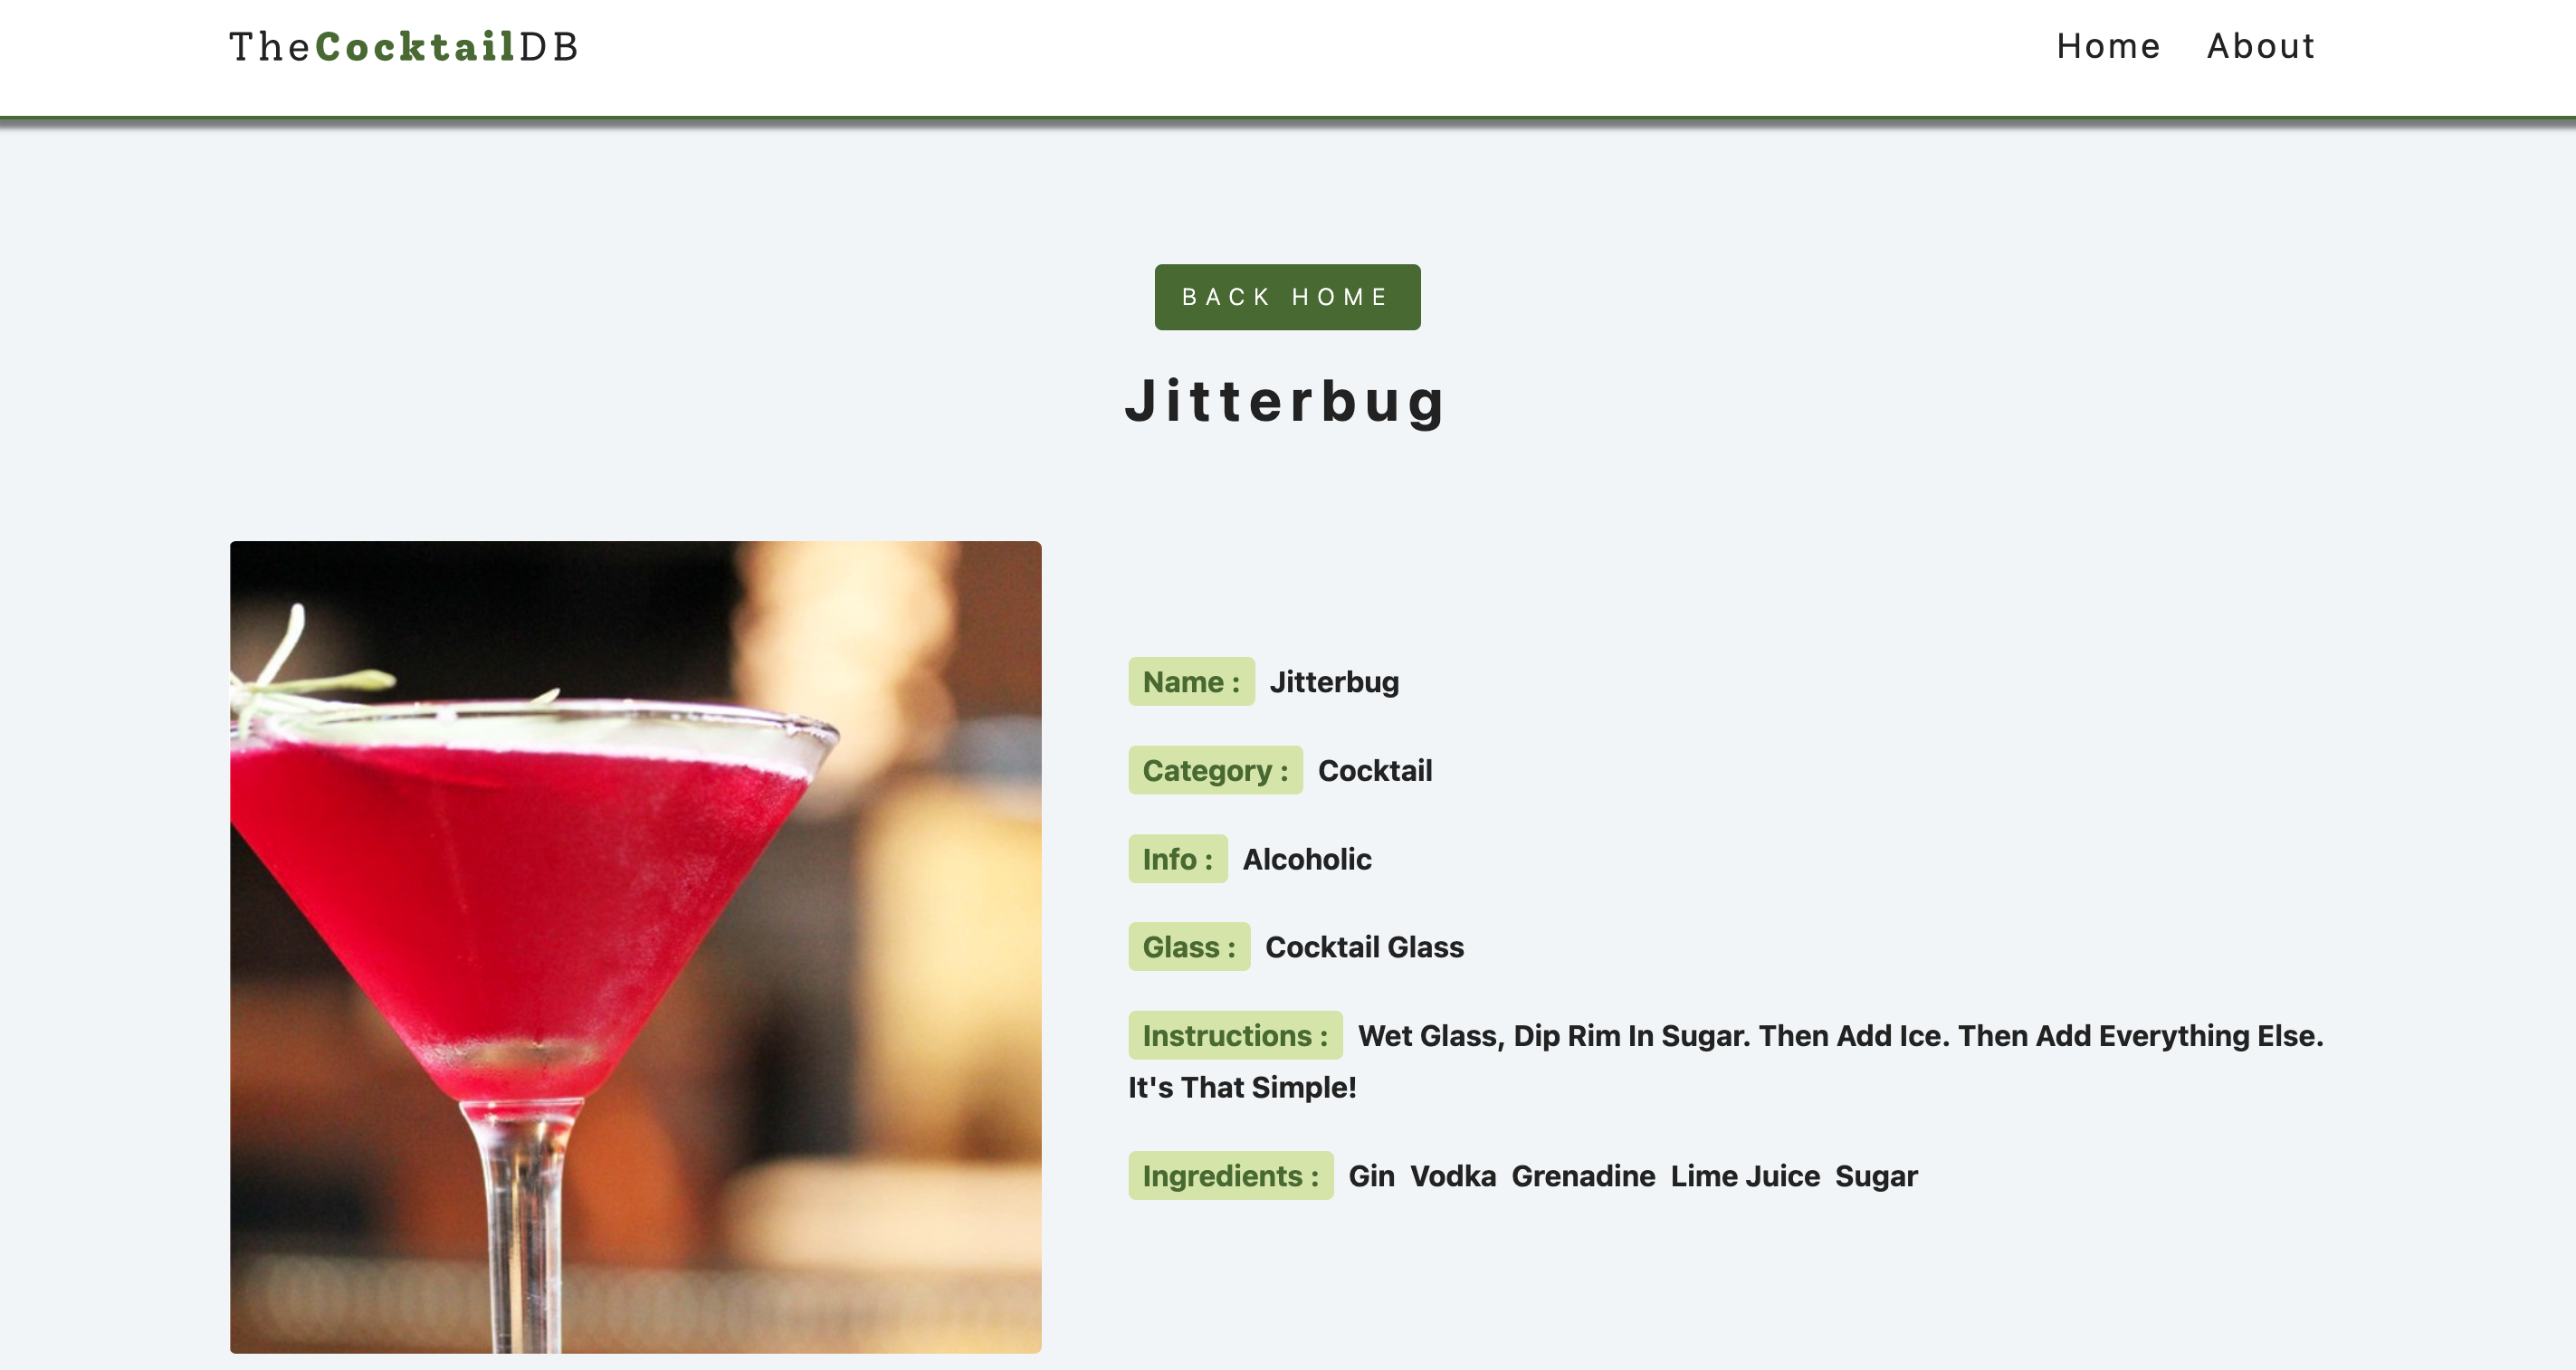 TheCocktailDB
Home About
BACK HOME
Jitterbug
Name : Jitterbug
Category : Cocktail
Info : Alcoholic
Glass : Cocktail Glass
Instructions : Wet Glass, Dip Rim In Sugar. Then Add Ice. Then Add Everything Else.
It's That Simple!
Ingredients : Gin Vodka Grenadine Lime Juice Sugar